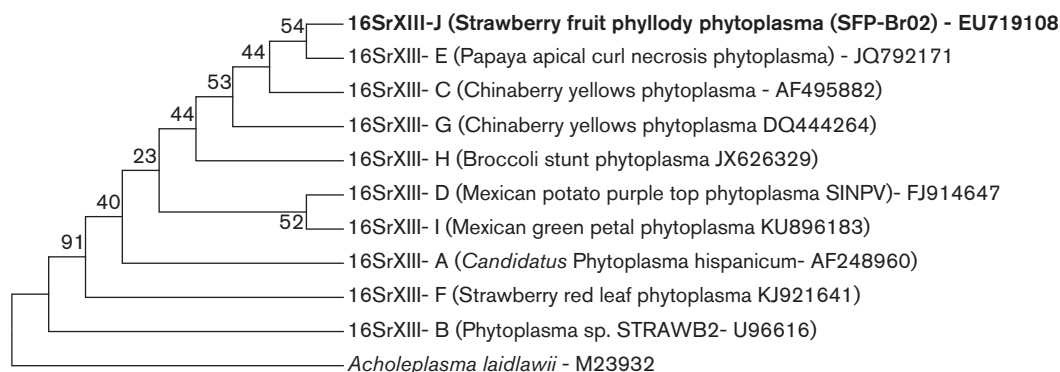 54
16SrXIII-J (Strawberry fruit phyllody phytoplasma (SFP-Br02) - EU719108
44
16SrXIII- E (Papaya apical curl necrosis phytoplasma) - JQ792171
53
16SrXIII- C (Chinaberry yellows phytoplasma - AF495882)
44
16SrXIII- G (Chinaberry yellows phytoplasma DQ444264)
23
16SrXIII- H (Broccoli stunt phytoplasma JX626329)
40
16SrXIII- D (Mexican potato purple top phytoplasma SINPV)- FJ914647
52
16SrXIII- I (Mexican green petal phytoplasma KU896183)
91
16SrXIII- A (Candidatus Phytoplasma hispanicum- AF248960)
16SrXIII- F (Strawberry red leaf phytoplasma KJ921641)
16SrXIII- B (Phytoplasma sp. STRAWB2- U96616)
Acholeplasma laidlawii - M23932